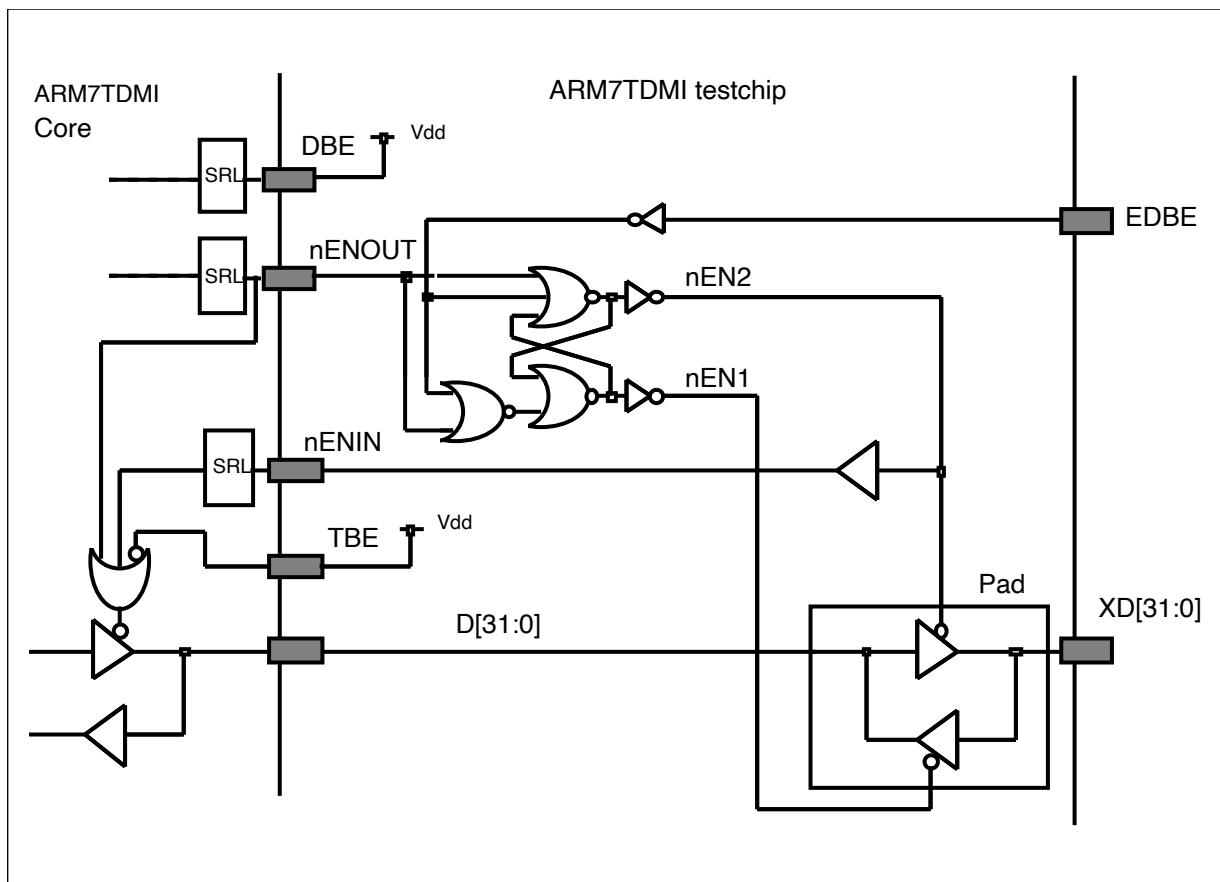 ARM7TDMI
Core
ARM7TDMI testchip
DBE
Vdd
SRL
EDBE
nENOUT
SRL
nEN2
nEN1
nENIN
SRL
TBE
Vdd
Pad
D[31:0]
XD[31:0]